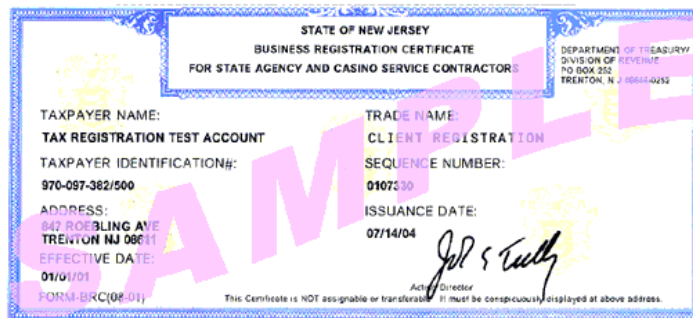 STATE OF NEW JERSEY
BUSINESS REGISTRATION CERTIFICATE
FOR STATE AGENCY AND CASINO SERVICE CONTRACTORS
DEPARTMENT OF TREASURY/
DIVISION OF REVENUE
PO BOX 252
TRENTON, N J 08646-0252
TAXPAYER NAME:
TAX REGISTRATION TEST ACCOUNT
TRADE NAME:
CLIENT REGISTRATION
TAXPAYER IDENTIFICATION#:
970-097-382/500
SEQUENCE NUMBER:
0107330
ADDRESS:
847 ROEBLING AVE
TRENTON NJ 08611
ISSUANCE DATE:
07/14/04
EFFECTIVE DATE:
01/01/01
FORM-BRC(08-01)
Acting Director
This Certificate is NOT assignable or transferable. It must be conspicuously displayed at above address.
SAMPLE